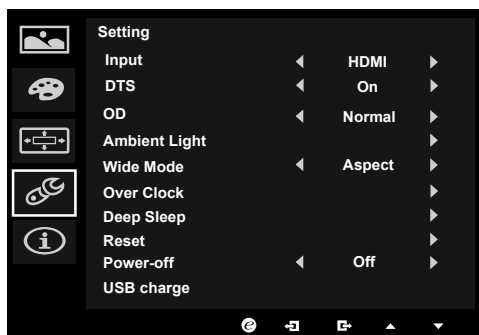 Setting
Input HDMI
DTS On
OD Normal
Ambient Light
Wide Mode Aspect
Over Clock
Deep Sleep
Reset
Power-off Off
USB charge